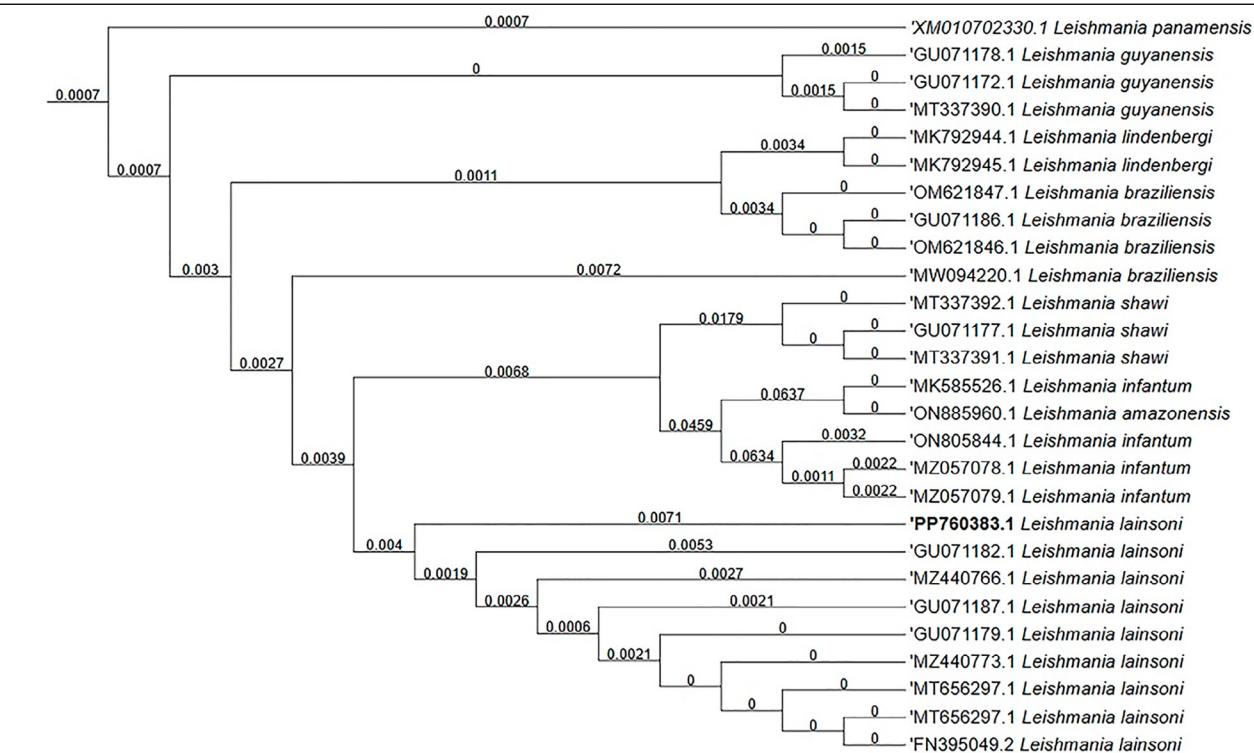 0.0007 'XM010702330.1 Leishmania panamensis
0.0015 'GU071178.1 Leishmania guyanensis
0 0 'GU071172.1 Leishmania guyanensis
0.0007 0.0015 0 'MT337390.1 Leishmania guyanensis
0 'MK792944.1 Leishmania lindenbergi
0.0034
0.0007 0 'MK792945.1 Leishmania lindenbergi
0.0011 0 'OM621847.1 Leishmania braziliensis
0.0034 0 'GU071186.1 Leishmania braziliensis
0 0 'OM621846.1 Leishmania braziliensis
0.003 0.0072 'MW094220.1 Leishmania braziliensis
0 'MT337392.1 Leishmania shawi
0.0179 0 'GU071177.1 Leishmania shawi
0 0 'MT337391.1 Leishmania shawi
0.0027 0.0068 0 'MK585526.1 Leishmania infantum
0.0637 0 'ON885960.1 Leishmania amazonensis
0.0459 0.0032 'ON805844.1 Leishmania infantum
0.0039 0.0634 0.0022 'MZ057078.1 Leishmania infantum
0.0011 0.0022 'MZ057079.1 Leishmania infantum
0.0071 'PP760383.1 Leishmania lainsoni
0.004 0.0053 'GU071182.1 Leishmania lainsoni
0.0019 0.0027 'MZ440766.1 Leishmania lainsoni
0.0026 0.0021 'GU071187.1 Leishmania lainsoni
0.0006 0 'GU071179.1 Leishmania lainsoni
0.0021 0 'MZ440773.1 Leishmania lainsoni
0 0 'MT656297.1 Leishmania lainsoni
0 0 'MT656297.1 Leishmania lainsoni
0 0 'FN395049.2 Leishmania lainsoni